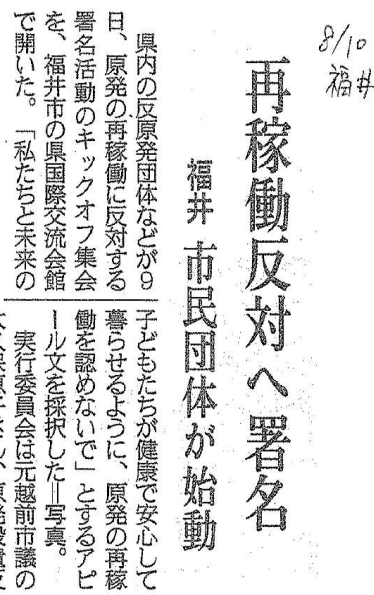 8/10
福井
再稼働反対へ署名
福井 市民団体が始動
県内の反原発団体などが9
日、原発の再稼働に反対する
署名活動のキックオフ集会
を、福井市の県国際交流会館
で開いた。「私たちと未来の
子どもたちが健康で安心して
暮らせるように、原発の再稼
働を認めないで」とするアピ
ール文を採択した＝写真。
実行委員会は元越前市議の